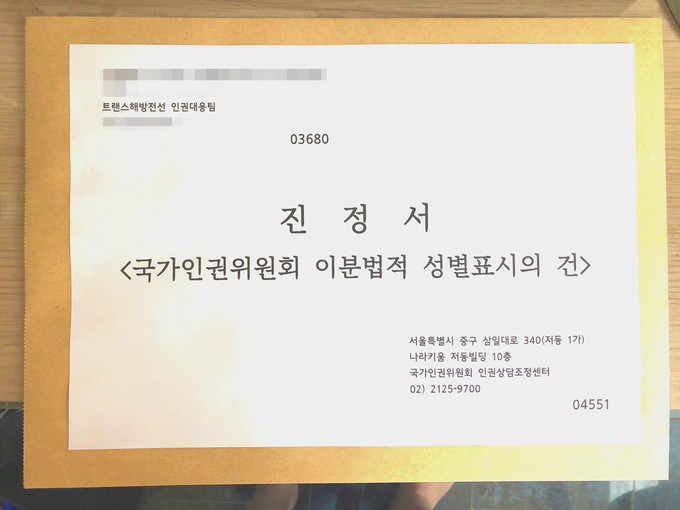 트랜스해방전선 인권대응팀
03680
진 정 서
<국가인권위원회 이분법적 성별표시의 건>
서울특별시 중구 삼일대로 340(저동 1가)
나라키움 저동빌딩 10층
국가인권위원회 인권상담조정센터
02) 2125-9700
04551